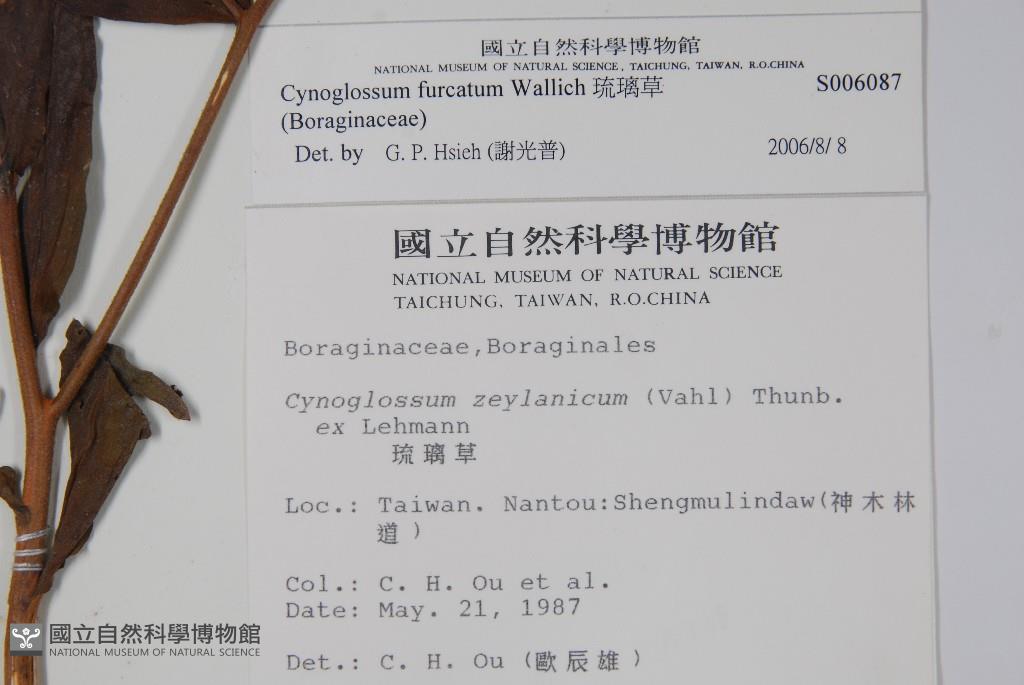 國立自然科學博物館
NATIONAL MUSEUM OF NATURAL SCIENCE, TAICHUNG, TAIWAN, R.O.CHINA
Cynoglossum furcatum Wallich 琉璃草 S006087
(Boraginaceae)
Det. by G. P. Hsieh (謝光普) 2006/8/ 8
國立自然科學博物館
NATIONAL MUSEUM OF NATURAL SCIENCE
TAICHUNG, TAIWAN, R.O.CHINA
Boraginaceae,Boraginales
Cynoglossum zeylanicum (Vahl) Thunb.
ex Lehmann
琉璃草
Loc.: Taiwan. Nantou:Shengmulindaw(神木林
道)
Col.: C. H. Ou et al.
Date: May. 21, 1987
Det.: C. H. Ou (歐辰雄)
國立自然科學博物館
NATIONAL MUSEUM OF NATURAL SCIENCE